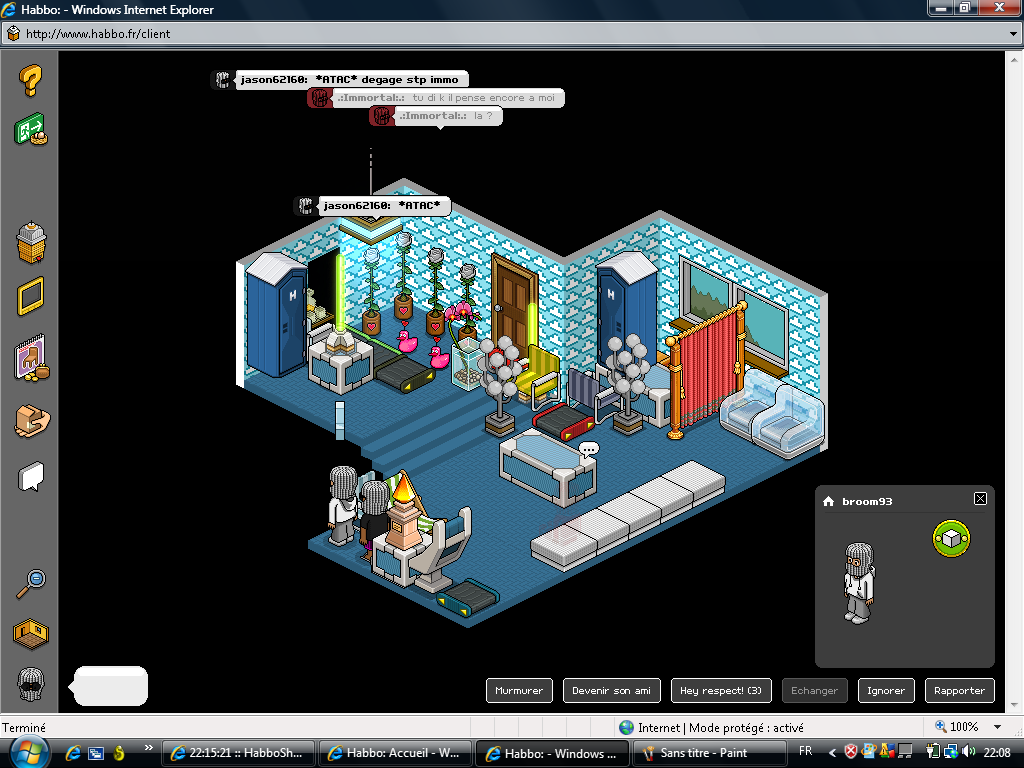 Habbo: - Windows Internet Explorer
http://www.habbo.fr/client
jason62160: *ATAC* degage stp immo
.:Immortal:.: tu di k il pense encore a moi
.:Immortal:.: la ?
jason62160: *ATAC*
H
H
broom93
Murmurer
Devenir son ami
Hey respect! (3)
Echanger
Ignorer
Rapporter
Terminé
Internet | Mode protégé : activé
100%
22:15:21 :: HabboSh...
Habbo: Accueil - W...
Habbo: - Windows ...
Sans titre - Paint
FR
22:08